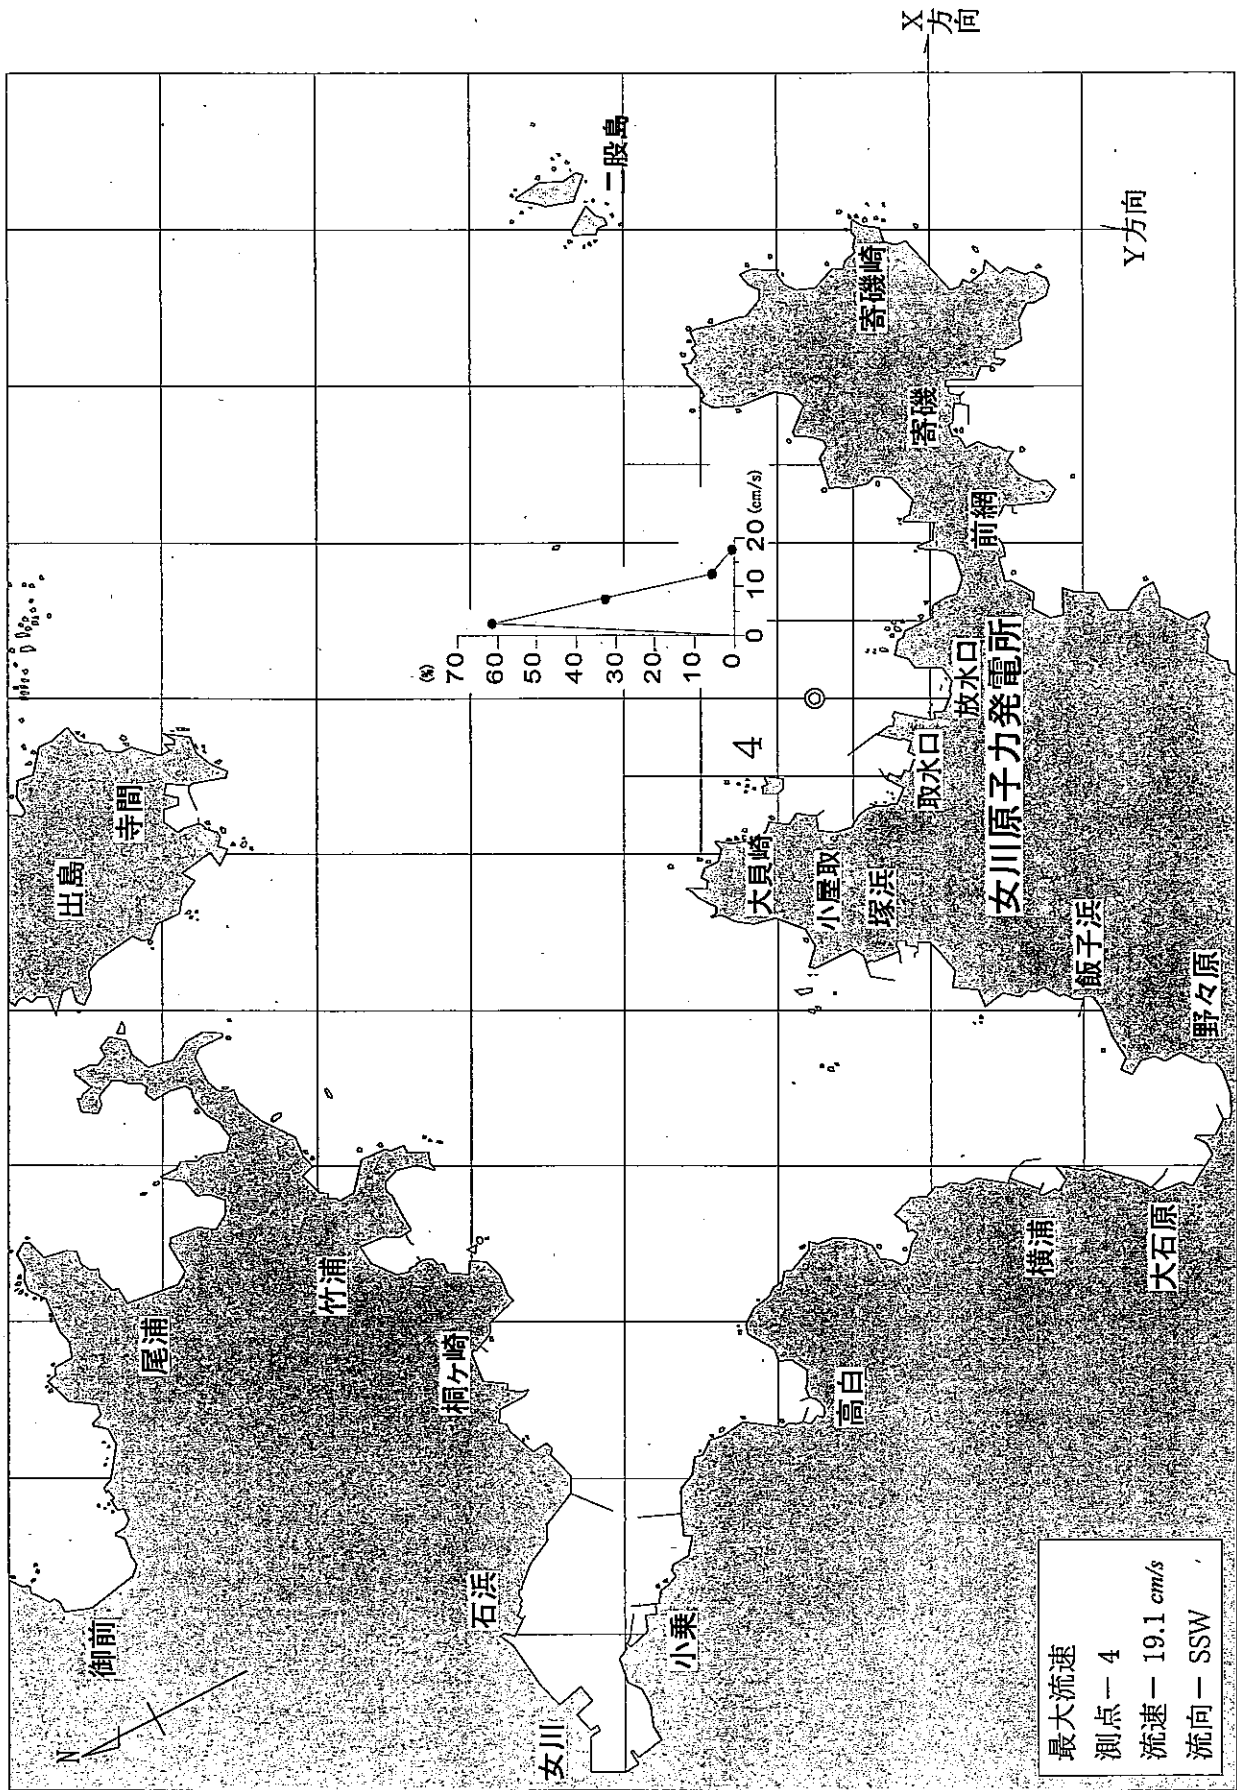 N
御前
尾浦
出島
寺間
竹浦
桐ヶ崎
石浜
女川
小乗
高白
横浦
大石原
野々原
飯子浜
塚浜
小屋取
大貝崎
4
取水口
放水口
女川原子力発電所
前網
寄磯
寄磯崎
二股島
(%)
70
60
50
40
30
20
10
0
0 10 20 (cm/s)
X方向
Y方向
最大流速
測点－4
流速－19.1 cm/s
流向－SSW